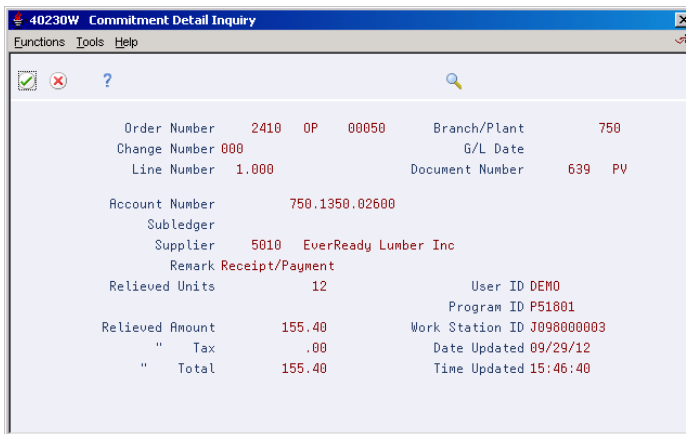 40230W Commitment Detail Inquiry
Functions Tools Help
?
Order Number 2410 OP 00050 Branch/Plant 750
Change Number 000 G/L Date
Line Number 1.000 Document Number 639 PV
Account Number 750.1350.02600
Subledger
Supplier 5010 EverReady Lumber Inc
Remark Receipt/Payment
Relieved Units 12 User ID DEMO
Program ID P51801
Relieved Amount 155.40 Work Station ID J098000003
" Tax .00 Date Updated 09/29/12
" Total 155.40 Time Updated 15:46:40